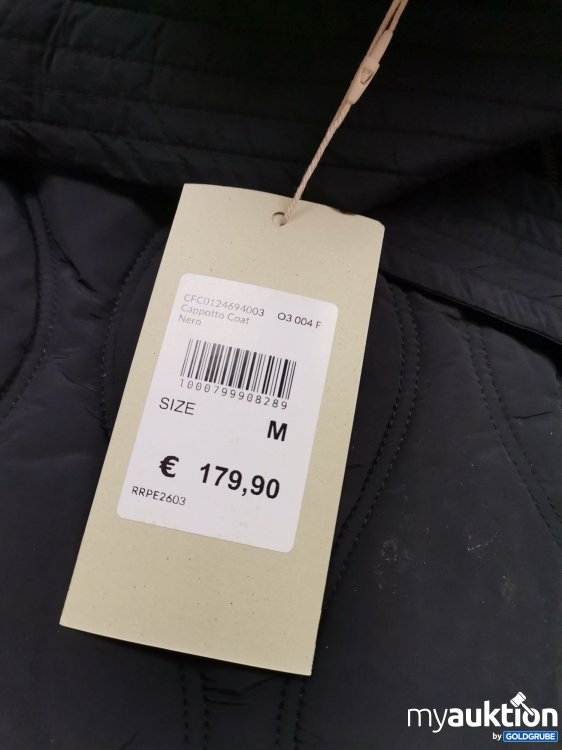 CFC0124694003 O3 004 F
Cappotto Coat
Nero
1000799908289
SIZE M
€ 179,90
RRPE2603
myauktion
by GOLDGRUBE